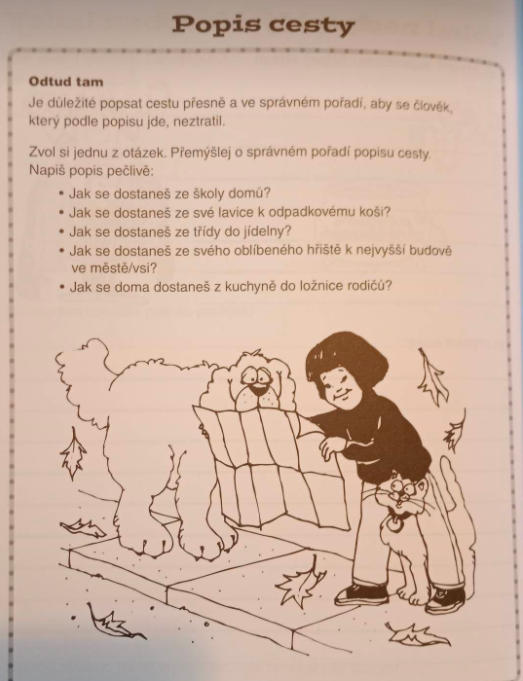 Popis cesty
Odtud tam
Je důležité popsat cestu přesně a ve správném pořadí, aby se člověk,
který podle popisu jde, neztratil.
Zvol si jednu z otázek. Přemýšlej o správném pořadí popisu cesty.
Napiš popis pečlivě:
• Jak se dostaneš ze školy domů?
• Jak se dostaneš ze své lavice k odpadkovému koši?
• Jak se dostaneš ze třídy do jídelny?
• Jak se dostaneš ze svého oblíbeného hřiště k nejvyšší budově
ve městě/vsi?
• Jak se doma dostaneš z kuchyně do ložnice rodičů?